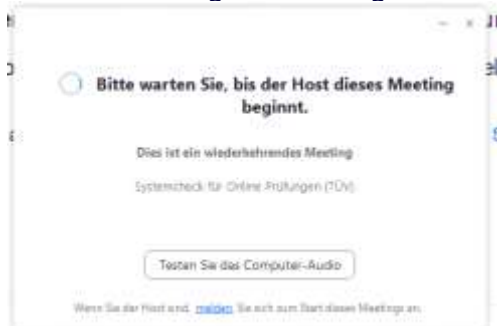 Bitte warten Sie, bis der Host dieses Meeting
beginnt.
Dies ist ein wiederkehrendes Meeting
Systemcheck für Online Prüfungen (TÜV)
Testen Sie das Computer-Audio
Wenn Sie der Host sind, melden Sie sich zum Start dieses Meetings an.